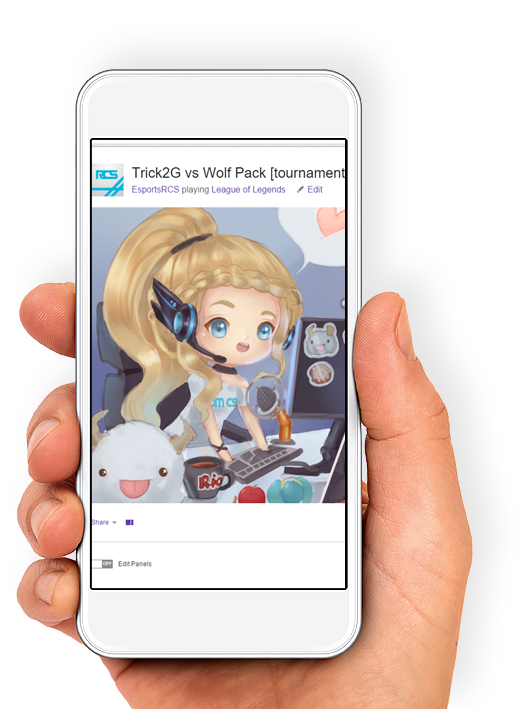 RCS
Trick2G vs Wolf Pack [tournament
EsportsRCS playing League of Legends Edit
Share
OFF
Edit Panels